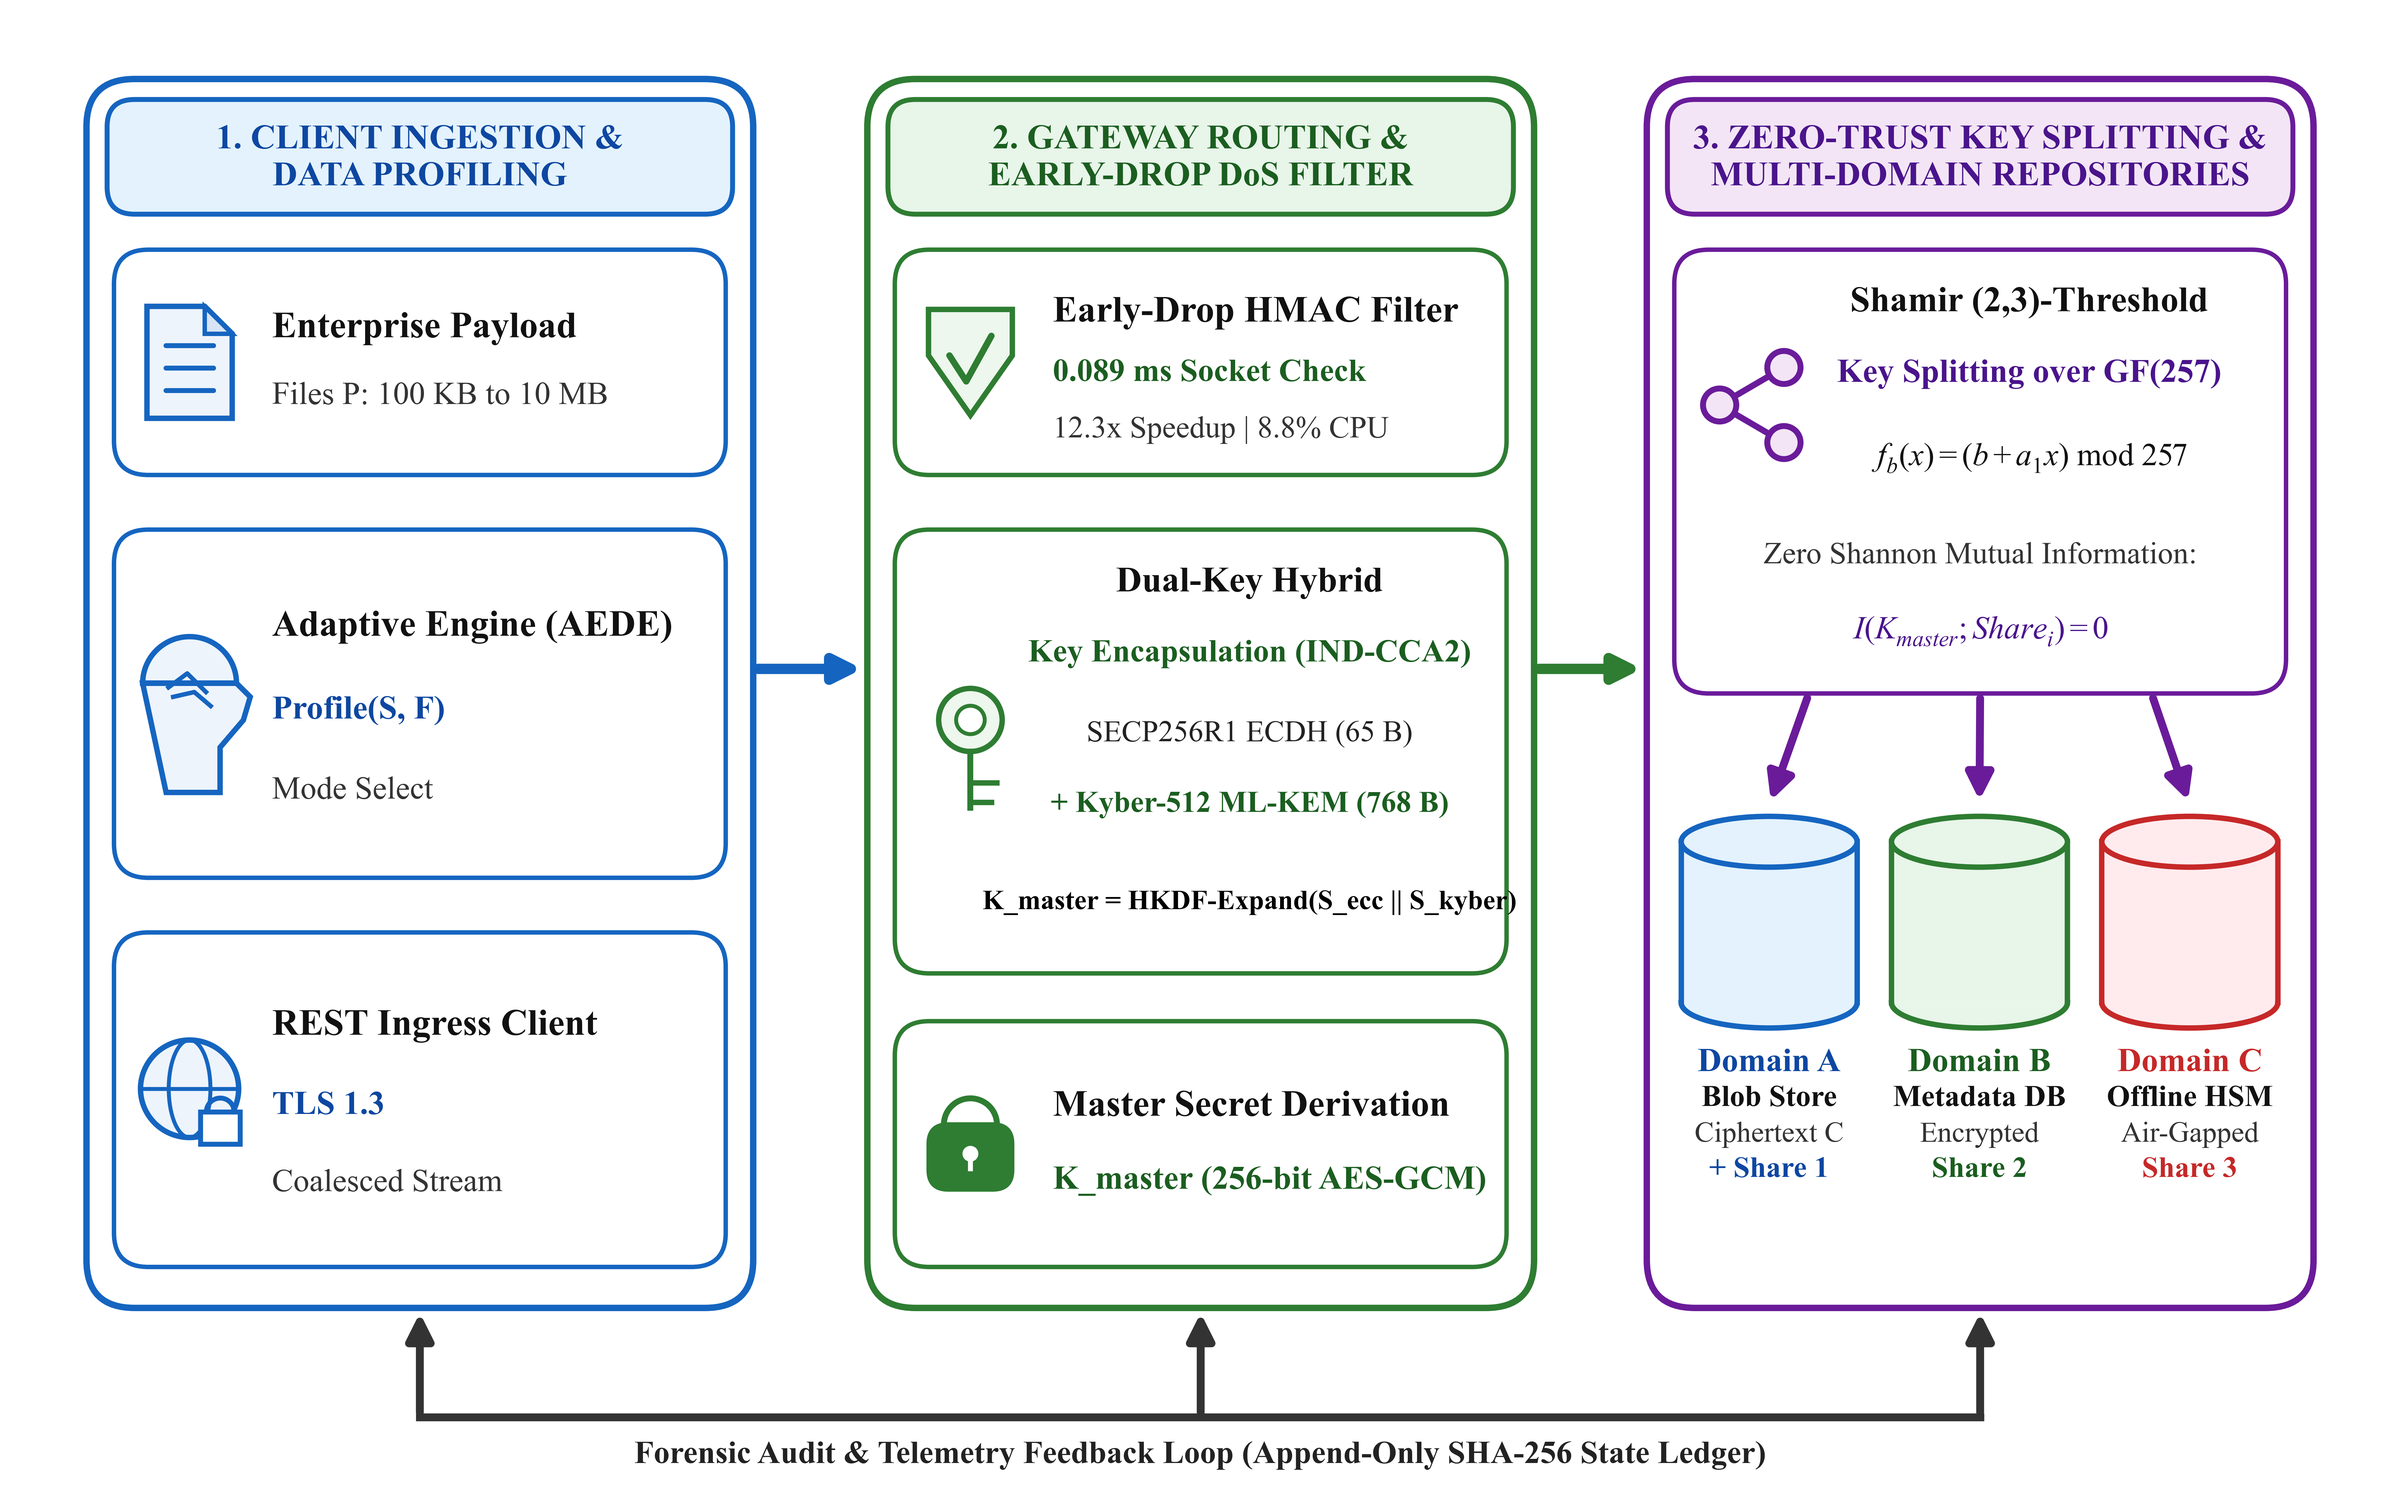 1. CLIENT INGESTION &
DATA PROFILING
Enterprise Payload
Files P: 100 KB to 10 MB
Adaptive Engine (AEDE)
Profile(S, F)
Mode Select
REST Ingress Client
TLS 1.3
Coalesced Stream
2. GATEWAY ROUTING &
EARLY-DROP DoS FILTER
Early-Drop HMAC Filter
0.089 ms Socket Check
12.3x Speedup | 8.8% CPU
Dual-Key Hybrid
Key Encapsulation (IND-CCA2)
SECP256R1 ECDH (65 B)
+ Kyber-512 ML-KEM (768 B)
K_master = HKDF-Expand(S_ecc || S_kyber)
Master Secret Derivation
K_master (256-bit AES-GCM)
3. ZERO-TRUST KEY SPLITTING &
MULTI-DOMAIN REPOSITORIES
Shamir (2,3)-Threshold
Key Splitting over GF(257)
f_b(x) = (b + a_1x) mod 257
Zero Shannon Mutual Information:
I(K_master; Share_i) = 0
Domain A
Blob Store
Ciphertext C
+ Share 1
Domain B
Metadata DB
Encrypted
Share 2
Domain C
Offline HSM
Air-Gapped
Share 3
Forensic Audit & Telemetry Feedback Loop (Append-Only SHA-256 State Ledger)